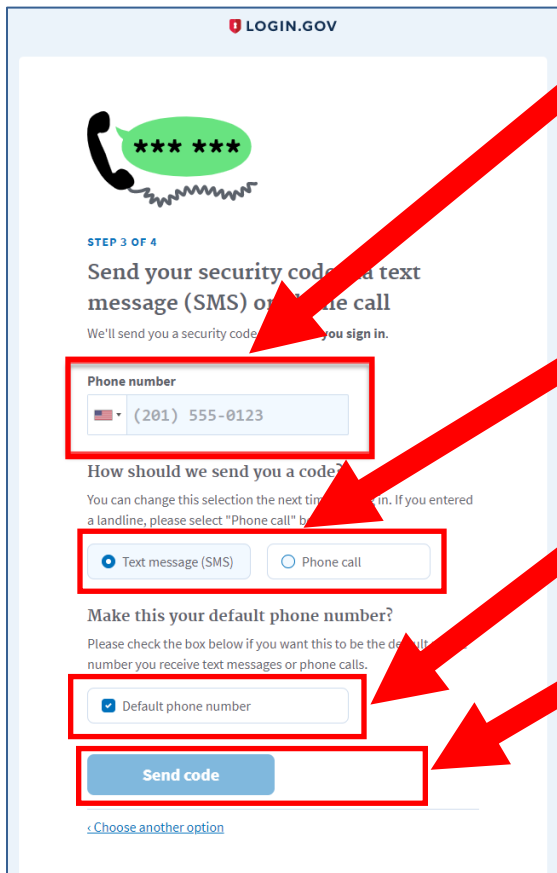 LOGIN.GOV
*** ***
STEP 3 OF 4
Send your security code text
message (SMS) or call
We'll send you a security code you sign in.
Phone number
(201) 555-0123
How should we send you a code?
You can change this selection the next in. If you entered
a landline, please select "Phone call"
Text message (SMS)
Phone call
Make this your default phone number?
Please check the box below if you want this to be the
number you receive text messages or phone calls.
Default phone number
Send code
‹ Choose another option